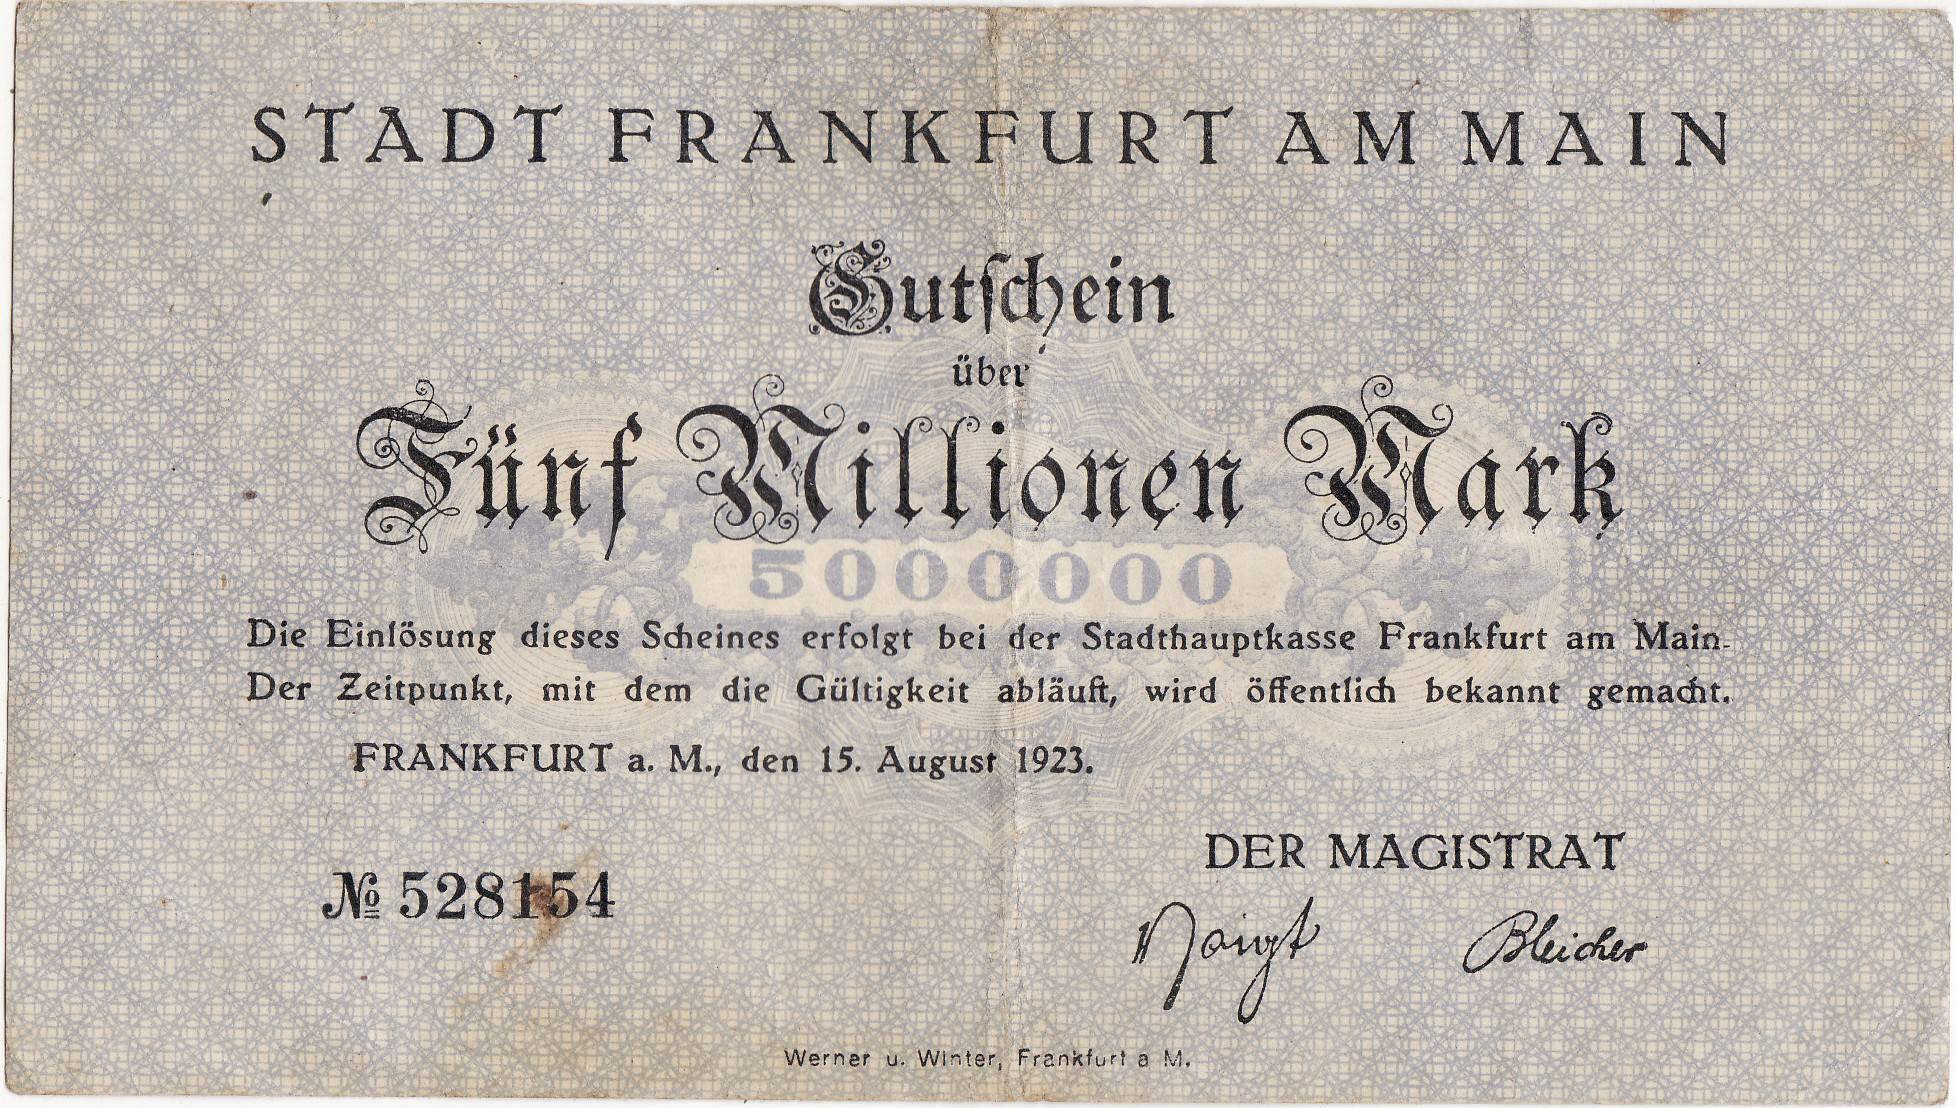 STADT FRANKFURT AM MAIN
Gutschein
über
Fünf Millionen Mark
5000000
Die Einlösung dieses Scheines erfolgt bei der Stadthauptkasse Frankfurt am Main.
Der Zeitpunkt, mit dem die Gültigkeit abläuft, wird öffentlich bekannt gemacht.
FRANKFURT a. M., den 15. August 1923.
DER MAGISTRAT
№ 528154
Voigt Bleicher
Werner u. Winter, Frankfurt a M.